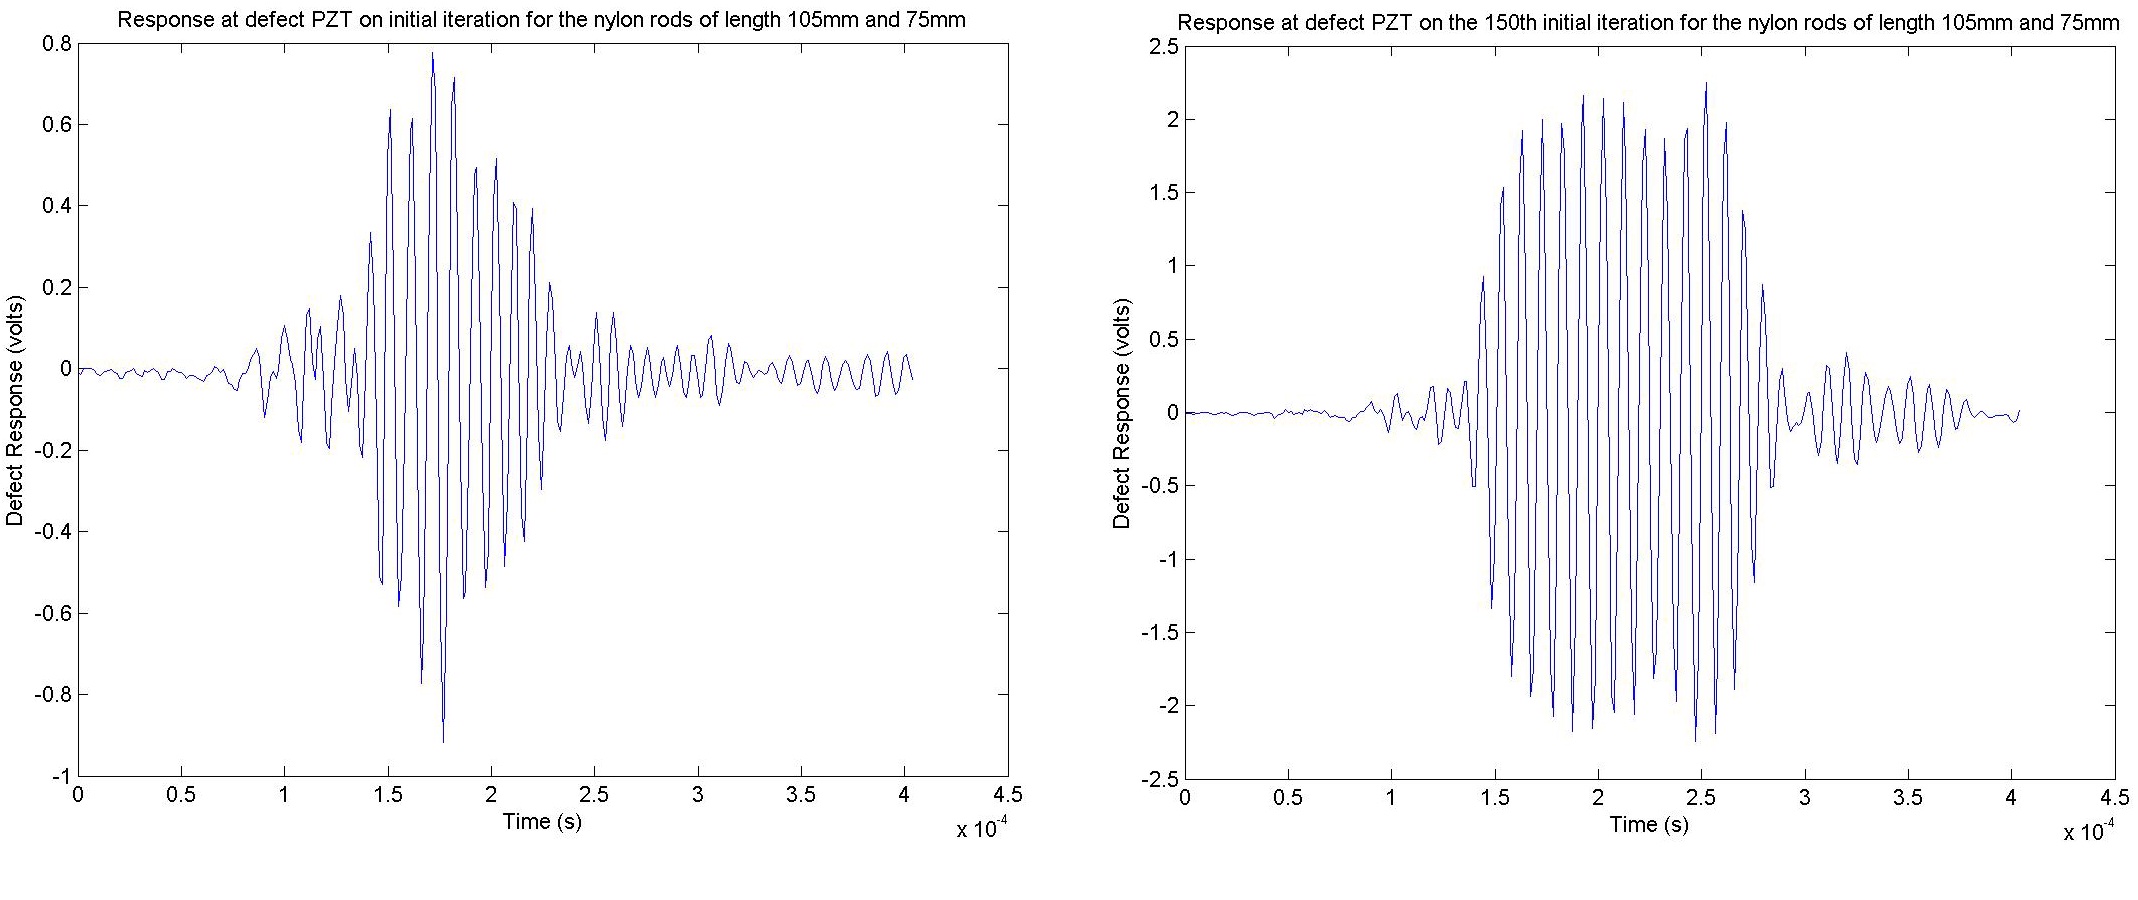 Response at defect PZT on initial iteration for the nylon rods of length 105mm and 75mm
0.8
0.6
0.4
0.2
0
-0.2
-0.4
-0.6
-0.8
-1
Defect Response (volts)
0 0.5 1 1.5 2 2.5 3 3.5 4 4.5
Time (s)
x 10-4
Response at defect PZT on the 150th initial iteration for the nylon rods of length 105mm and 75mm
2.5
2
1.5
1
0.5
0
-0.5
-1
-1.5
-2
-2.5
Defect Response (volts)
0 0.5 1 1.5 2 2.5 3 3.5 4 4.5
Time (s)
x 10-4